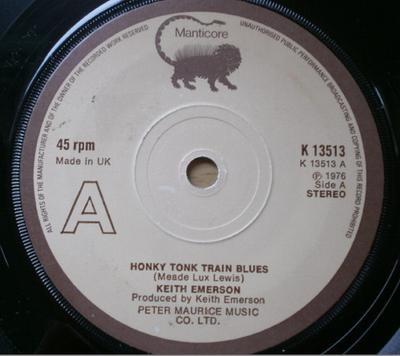 ALL RIGHTS OF THE MANUFACTURER AND OF THE OWNER OF THE RECORDED WORK RESERVED
UNAUTHORISED PUBLIC PERFORMANCE BROADCASTING AND COPYING OF THIS RECORD PROHIBITED
Manticore
45 rpm
Made in UK
K 13513
K 13513 A
℗ 1976
Side A
STEREO
A
HONKY TONK TRAIN BLUES
(Meade Lux Lewis)
KEITH EMERSON
Produced by Keith Emerson
PETER MAURICE MUSIC
CO. LTD.